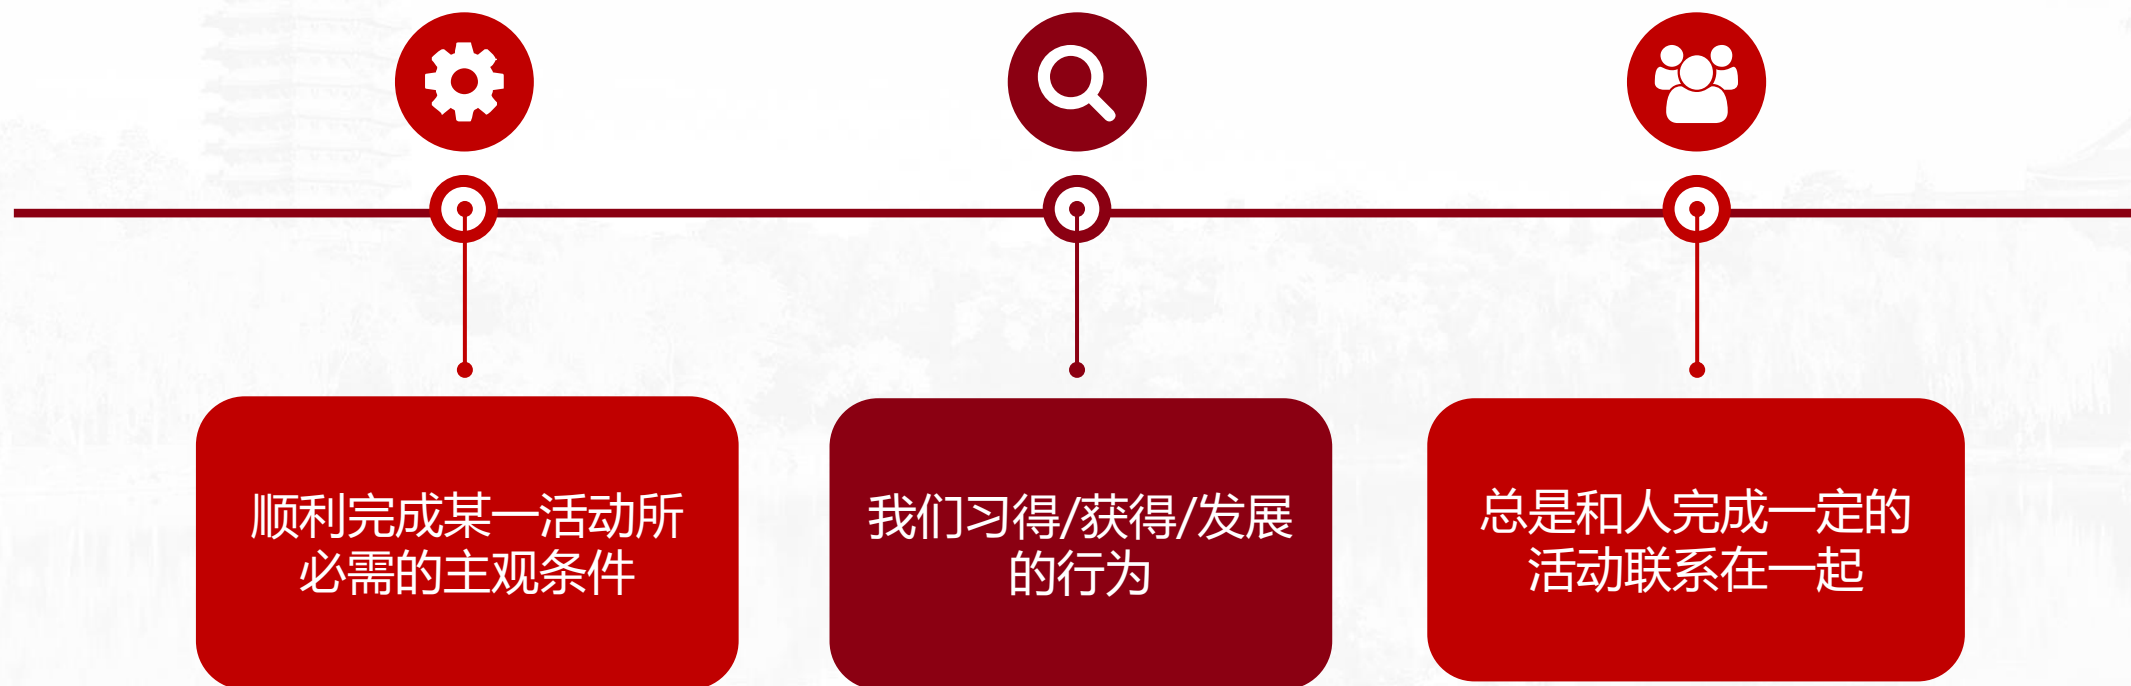 顺利完成某一活动所
必需的主观条件
我们习得/获得/发展
的行为
总是和人完成一定的
活动联系在一起